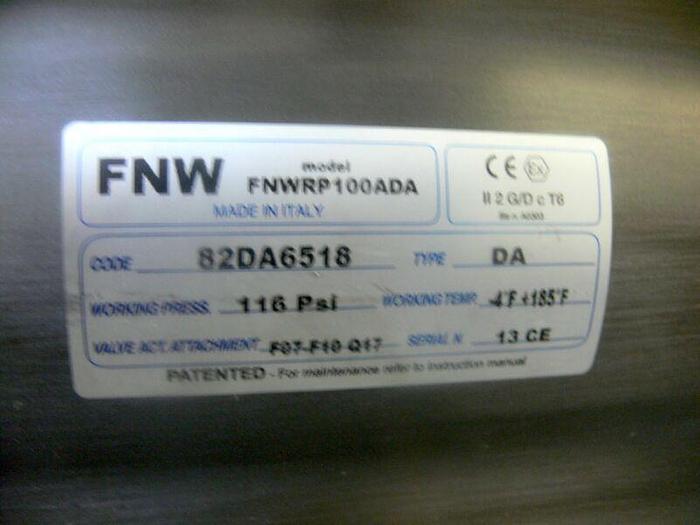 FNW
model
FNWRP100ADA
MADE IN ITALY
CE Ex
II 2 G/D c T6
CODE 82DA6518 TYPE DA
WORKING PRESS. 116 Psi WORKING TEMP. -4°F +185°F
VALVE ACT. ATTACHMENT F07-F10 Q17 SERIAL N. 13 CE
PATENTED - For maintenance refer to instruction manual